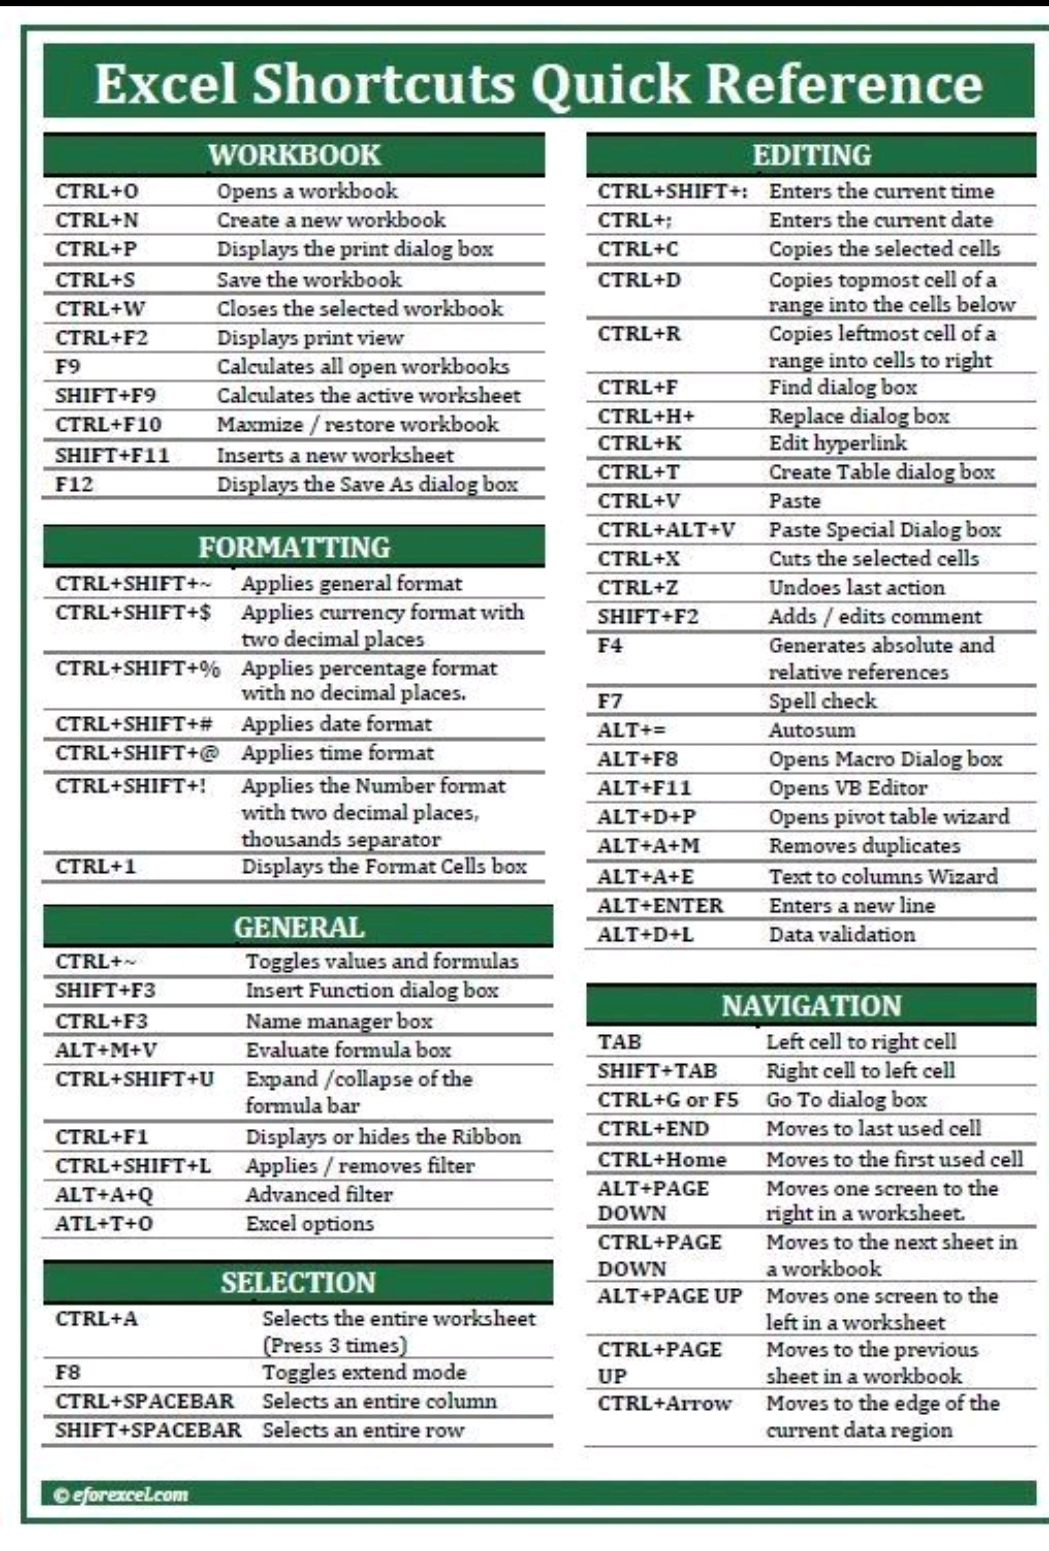 Excel Shortcuts Quick Reference
WORKBOOK
CTRL+O Opens a workbook
CTRL+N Create a new workbook
CTRL+P Displays the print dialog box
CTRL+S Save the workbook
CTRL+W Closes the selected workbook
CTRL+F2 Displays print view
F9 Calculates all open workbooks
SHIFT+F9 Calculates the active worksheet
CTRL+F10 Maxmize / restore workbook
SHIFT+F11 Inserts a new worksheet
F12 Displays the Save As dialog box
FORMATTING
CTRL+SHIFT+~ Applies general format
CTRL+SHIFT+$ Applies currency format with
two decimal places
CTRL+SHIFT+% Applies percentage format
with no decimal places.
CTRL+SHIFT+# Applies date format
CTRL+SHIFT+@ Applies time format
CTRL+SHIFT+! Applies the Number format
with two decimal places,
thousands separator
CTRL+1 Displays the Format Cells box
GENERAL
CTRL+~ Toggles values and formulas
SHIFT+F3 Insert Function dialog box
CTRL+F3 Name manager box
ALT+M+V Evaluate formula box
CTRL+SHIFT+U Expand /collapse of the
formula bar
CTRL+F1 Displays or hides the Ribbon
CTRL+SHIFT+L Applies / removes filter
ALT+A+Q Advanced filter
ATL+T+O Excel options
SELECTION
CTRL+A Selects the entire worksheet
(Press 3 times)
F8 Toggles extend mode
CTRL+SPACEBAR Selects an entire column
SHIFT+SPACEBAR Selects an entire row
EDITING
CTRL+SHIFT+: Enters the current time
CTRL+; Enters the current date
CTRL+C Copies the selected cells
CTRL+D Copies topmost cell of a
range into the cells below
CTRL+R Copies leftmost cell of a
range into cells to right
CTRL+F Find dialog box
CTRL+H+ Replace dialog box
CTRL+K Edit hyperlink
CTRL+T Create Table dialog box
CTRL+V Paste
CTRL+ALT+V Paste Special Dialog box
CTRL+X Cuts the selected cells
CTRL+Z Undoes last action
SHIFT+F2 Adds / edits comment
F4 Generates absolute and
relative references
F7 Spell check
ALT+= Autosum
ALT+F8 Opens Macro Dialog box
ALT+F11 Opens VB Editor
ALT+D+P Opens pivot table wizard
ALT+A+M Removes duplicates
ALT+A+E Text to columns Wizard
ALT+ENTER Enters a new line
ALT+D+L Data validation
NAVIGATION
TAB Left cell to right cell
SHIFT+TAB Right cell to left cell
CTRL+G or F5 Go To dialog box
CTRL+END Moves to last used cell
CTRL+Home Moves to the first used cell
ALT+PAGE Moves one screen to the
DOWN right in a worksheet.
CTRL+PAGE Moves to the next sheet in
DOWN a workbook
ALT+PAGE UP Moves one screen to the
left in a worksheet
CTRL+PAGE Moves to the previous
UP sheet in a workbook
CTRL+Arrow Moves to the edge of the
current data region
© eforexcel.com